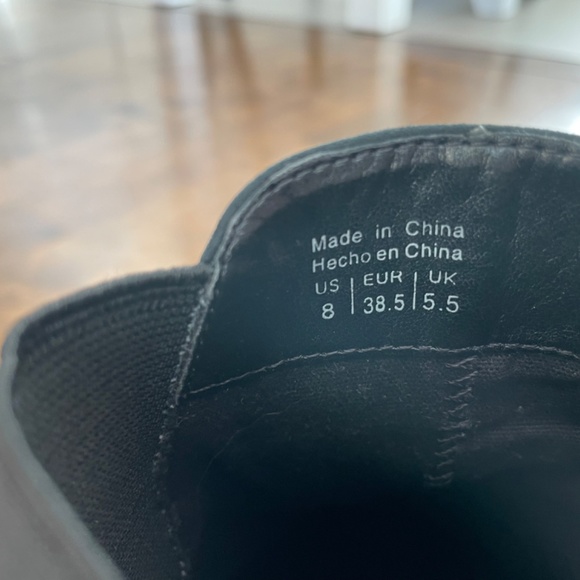 Made in China
Hecho en China
US | EUR | UK
8 | 38.5 | 5.5